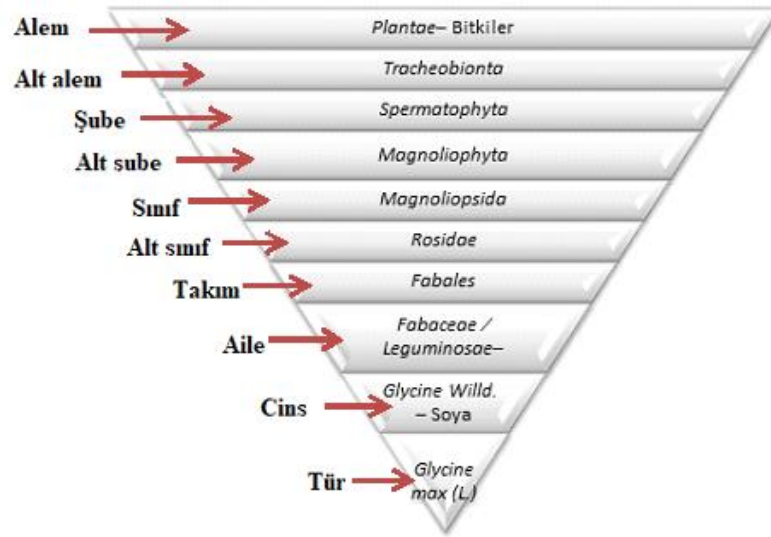 Alem
Plantae– Bitkiler
Alt alem
Tracheobionta
Şube
Spermatophyta
Alt şube
Magnoliophyta
Sınıf
Magnoliopsida
Alt sınıf
Rosidae
Takım
Fabales
Aile
Fabaceae /
Leguminosae–
Cins
Glycine Willd.
– Soya
Tür
Glycine
max (L.)